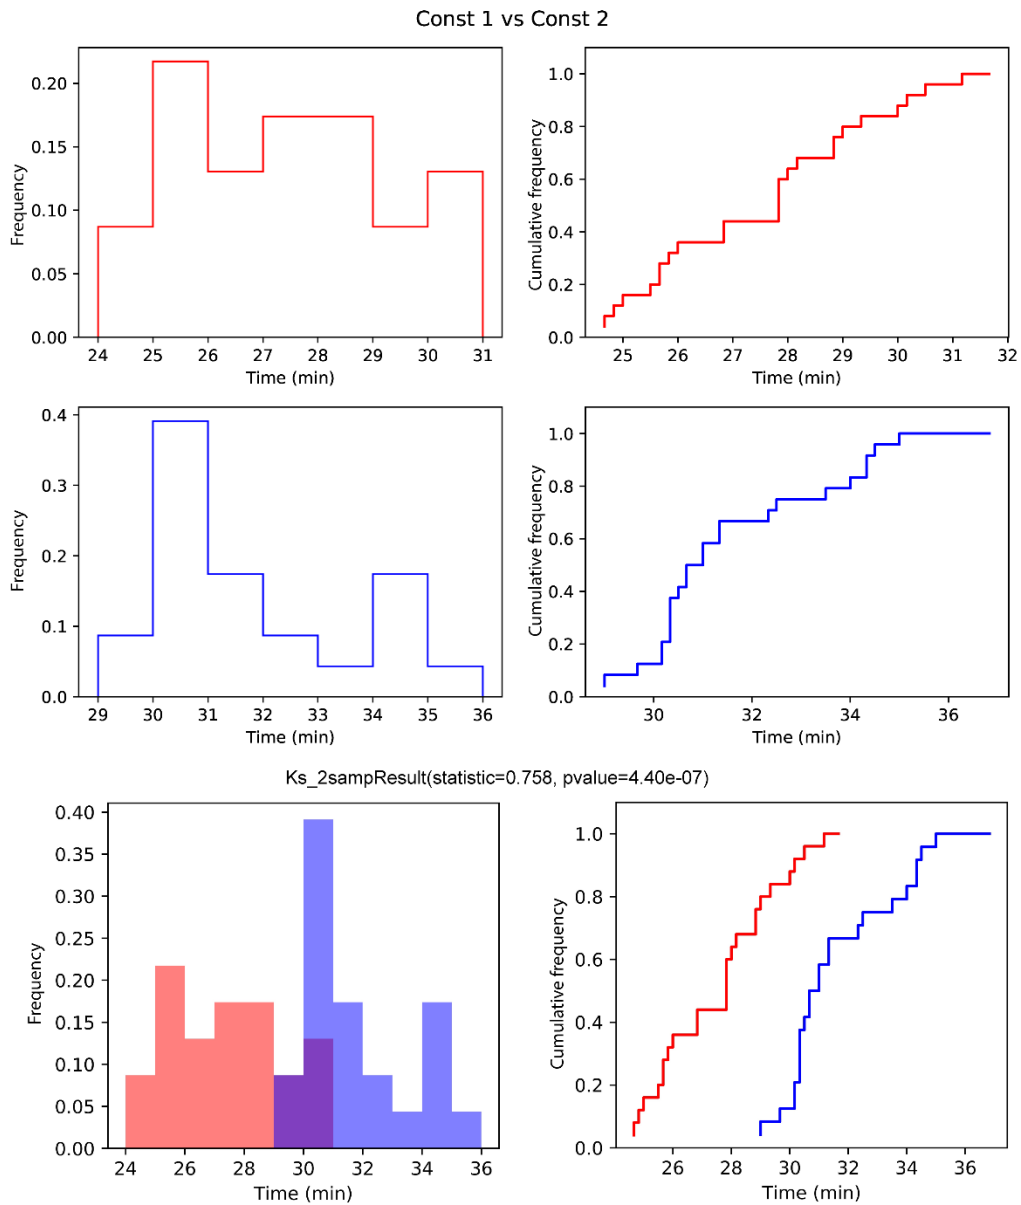 Const 1 vs Const 2
Frequency
0.20
0.15
0.10
0.05
0.00
24 25 26 27 28 29 30 31
Time (min)
Cumulative frequency
1.0
0.8
0.6
0.4
0.2
0.0
25 26 27 28 29 30 31 32
Time (min)
Frequency
0.4
0.3
0.2
0.1
0.0
29 30 31 32 33 34 35 36
Time (min)
Cumulative frequency
1.0
0.8
0.6
0.4
0.2
0.0
30 32 34 36
Time (min)
Ks_2sampResult(statistic=0.758, pvalue=4.40e-07)
Frequency
0.40
0.35
0.30
0.25
0.20
0.15
0.10
0.05
0.00
24 26 28 30 32 34 36
Time (min)
Cumulative frequency
1.0
0.8
0.6
0.4
0.2
0.0
26 28 30 32 34 36
Time (min)